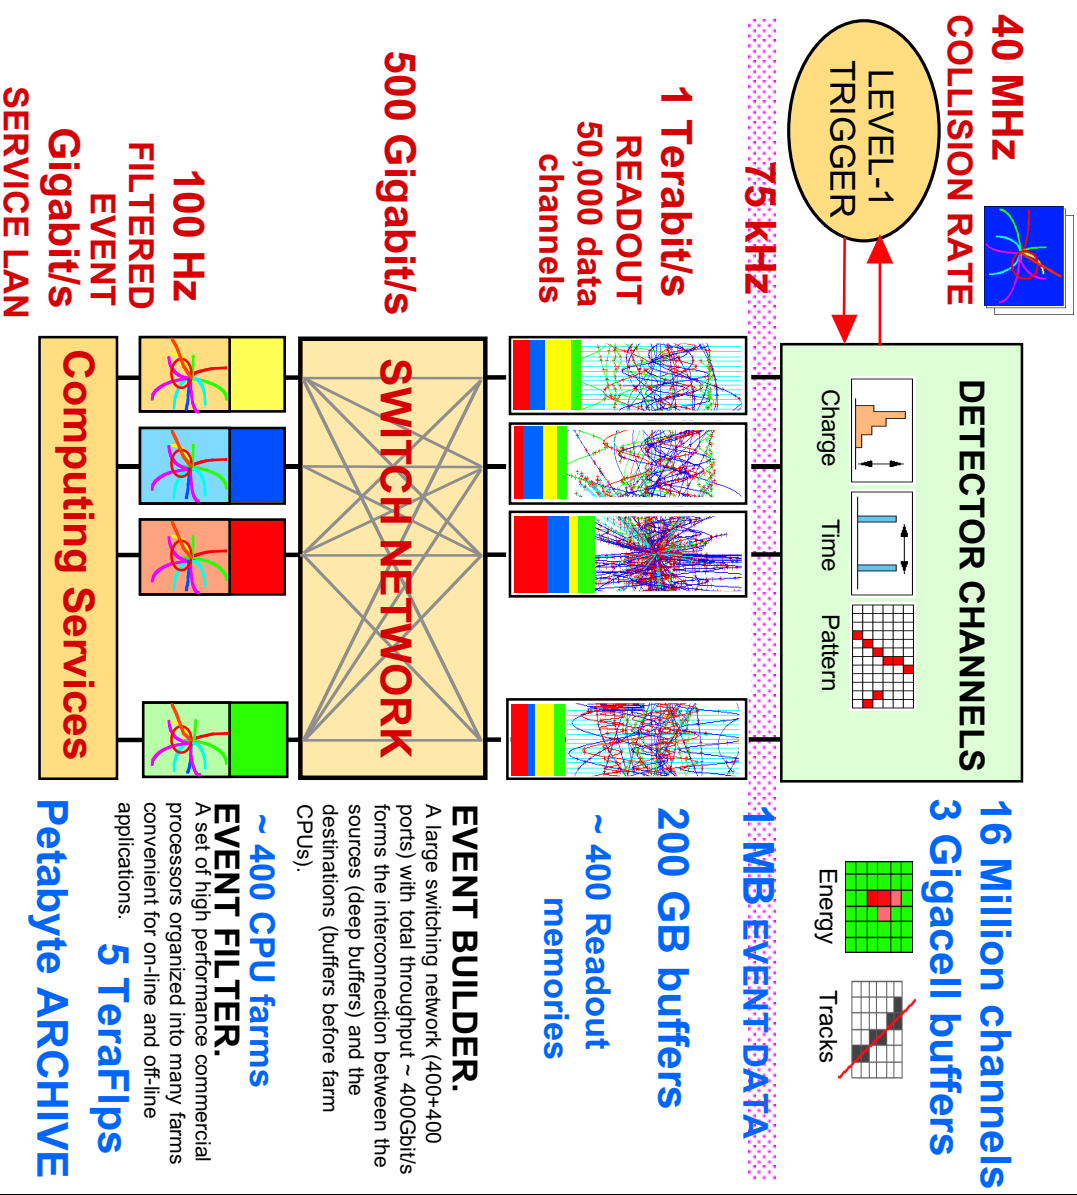 40 MHz
COLLISION RATE
LEVEL-1
TRIGGER
DETECTOR CHANNELS
Charge
Time
Pattern
16 Million channels
3 Gigacell buffers
Energy
Tracks
75 kHz
1 MB EVENT DATA
1 Terabit/s
READOUT
50,000 data
channels
200 GB buffers
~ 400 Readout
memories
500 Gigabit/s
SWITCH NETWORK
EVENT BUILDER.
A large switching network (400+400
ports) with total throughput ~ 400Gbit/s
forms the interconnection between the
sources (deep buffers) and the
destinations (buffers before farm
CPUs).
~ 400 CPU farms
EVENT FILTER.
A set of high performance commercial
processors organized into many farms
convenient for on-line and off-line
applications.
100 Hz
FILTERED
EVENT
5 TeraFlps
Gigabit/s
SERVICE LAN
Computing Services
Petabyte ARCHIVE